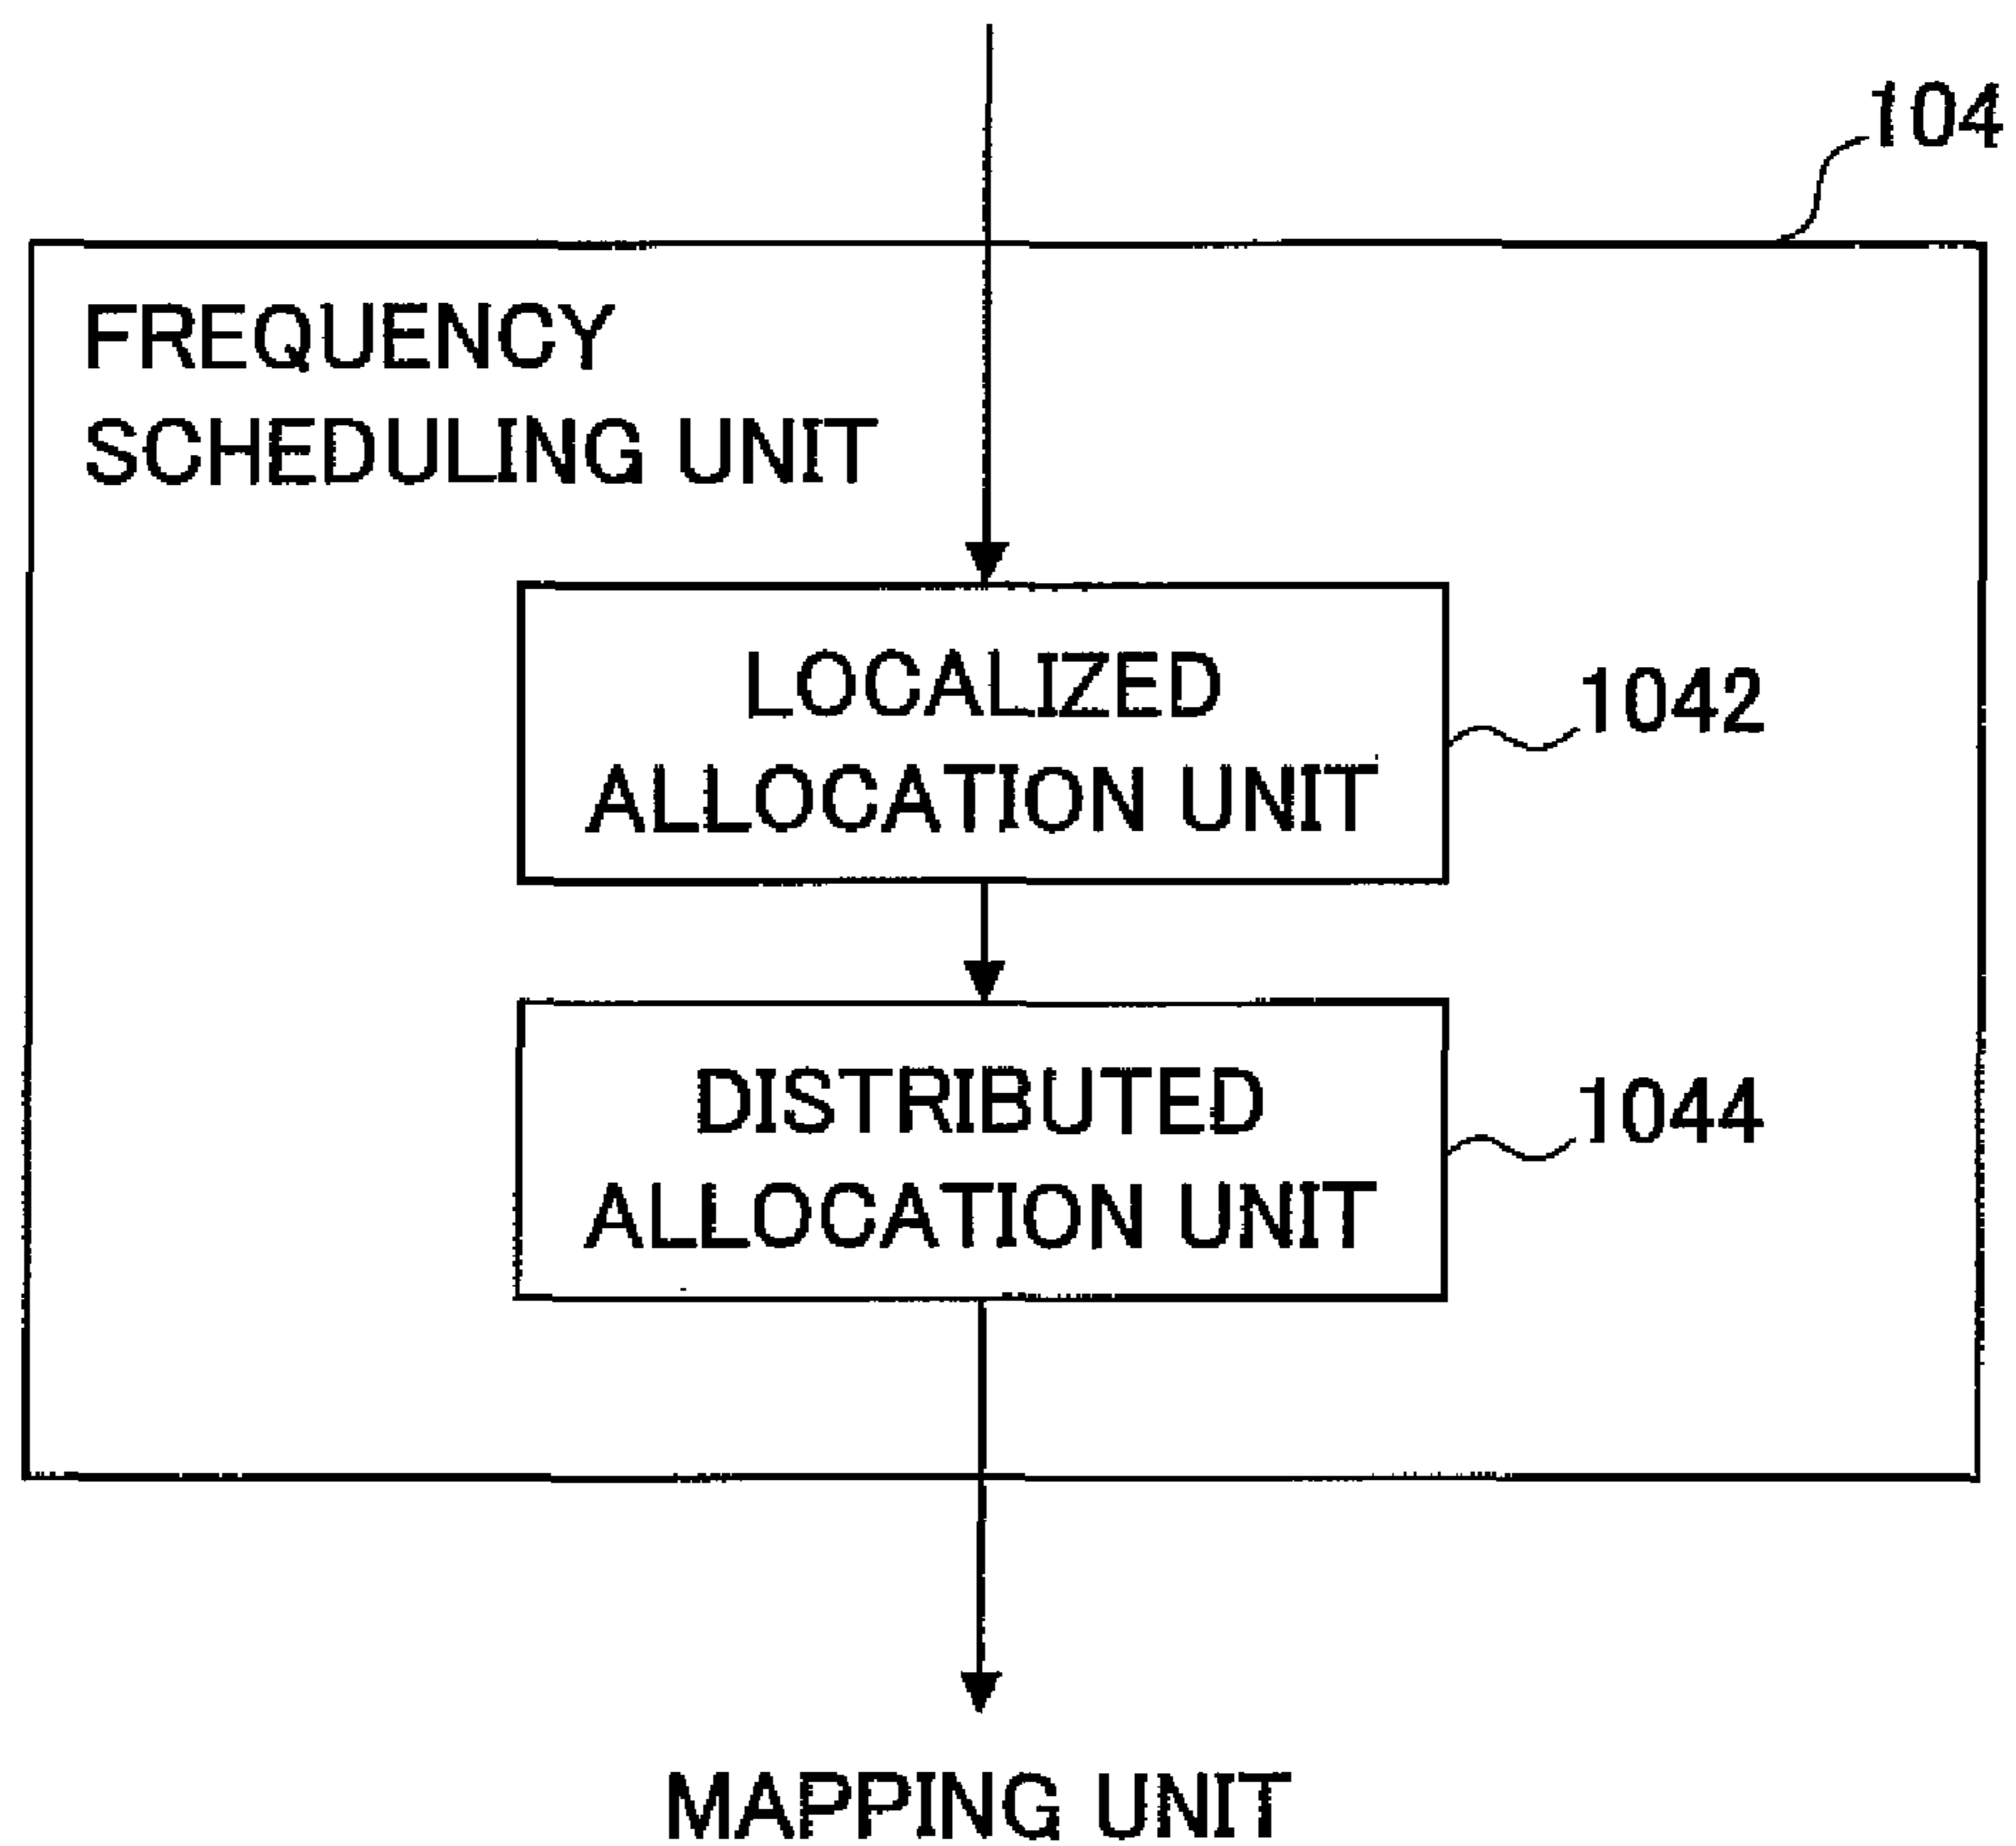 104
FREQUENCY
SCHEDULING UNIT
LOCALIZED
ALLOCATION UNIT
1042
DISTRIBUTED
ALLOCATION UNIT
1044
MAPPING UNIT